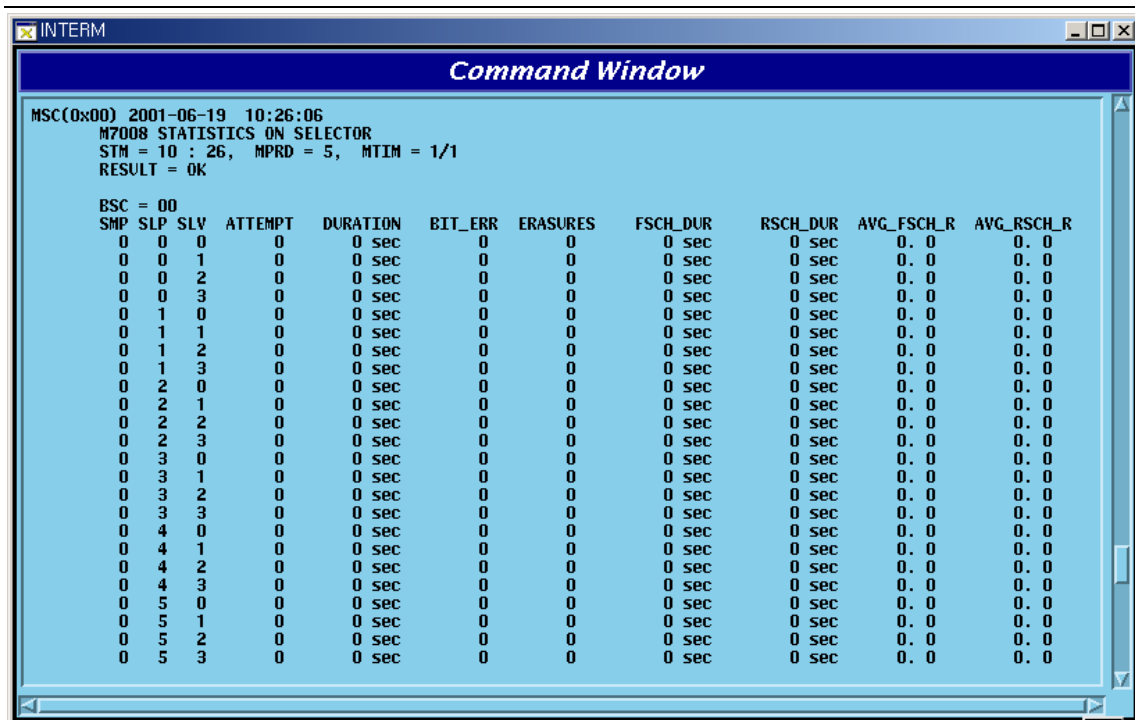 INTERM
Command Window
MSC(0x00) 2001-06-19 10:26:06
M7008 STATISTICS ON SELECTOR
STM = 10 : 26, MPRD = 5, MTIM = 1/1
RESULT = OK
BSC = 00
SMP SLP SLV ATTEMPT DURATION BIT_ERR ERASURES FSCH_DUR RSCH_DUR AVG_FSCH_R AVG_RSCH_R
0 0 0 0 0 sec 0 0 0 sec 0 sec 0. 0 0. 0
0 0 1 0 0 sec 0 0 0 sec 0 sec 0. 0 0. 0
0 0 2 0 0 sec 0 0 0 sec 0 sec 0. 0 0. 0
0 0 3 0 0 sec 0 0 0 sec 0 sec 0. 0 0. 0
0 1 0 0 0 sec 0 0 0 sec 0 sec 0. 0 0. 0
0 1 1 0 0 sec 0 0 0 sec 0 sec 0. 0 0. 0
0 1 2 0 0 sec 0 0 0 sec 0 sec 0. 0 0. 0
0 1 3 0 0 sec 0 0 0 sec 0 sec 0. 0 0. 0
0 2 0 0 0 sec 0 0 0 sec 0 sec 0. 0 0. 0
0 2 1 0 0 sec 0 0 0 sec 0 sec 0. 0 0. 0
0 2 2 0 0 sec 0 0 0 sec 0 sec 0. 0 0. 0
0 2 3 0 0 sec 0 0 0 sec 0 sec 0. 0 0. 0
0 3 0 0 0 sec 0 0 0 sec 0 sec 0. 0 0. 0
0 3 1 0 0 sec 0 0 0 sec 0 sec 0. 0 0. 0
0 3 2 0 0 sec 0 0 0 sec 0 sec 0. 0 0. 0
0 3 3 0 0 sec 0 0 0 sec 0 sec 0. 0 0. 0
0 4 0 0 0 sec 0 0 0 sec 0 sec 0. 0 0. 0
0 4 1 0 0 sec 0 0 0 sec 0 sec 0. 0 0. 0
0 4 2 0 0 sec 0 0 0 sec 0 sec 0. 0 0. 0
0 4 3 0 0 sec 0 0 0 sec 0 sec 0. 0 0. 0
0 5 0 0 0 sec 0 0 0 sec 0 sec 0. 0 0. 0
0 5 1 0 0 sec 0 0 0 sec 0 sec 0. 0 0. 0
0 5 2 0 0 sec 0 0 0 sec 0 sec 0. 0 0. 0
0 5 3 0 0 sec 0 0 0 sec 0 sec 0. 0 0. 0